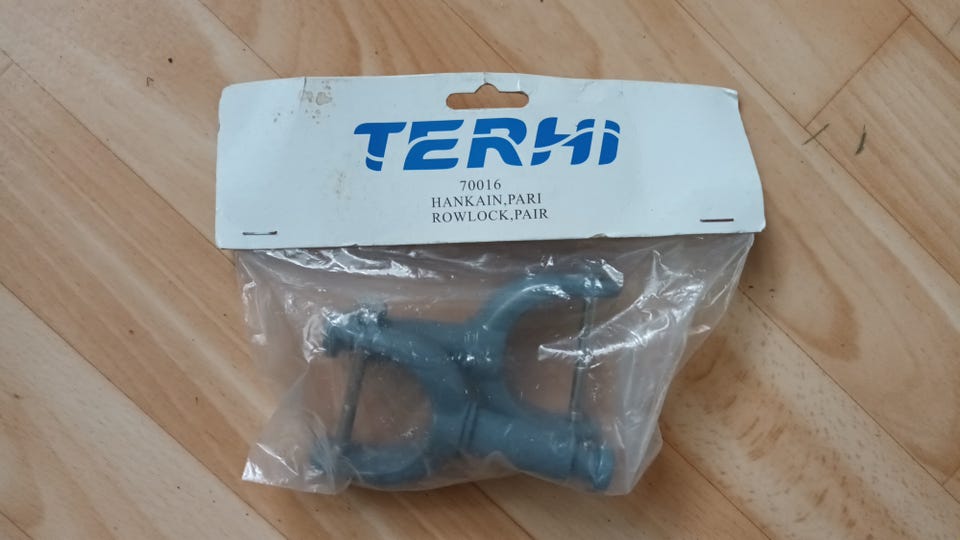 TERHI
70016
HANKAIN,PARI
ROWLOCK,PAIR